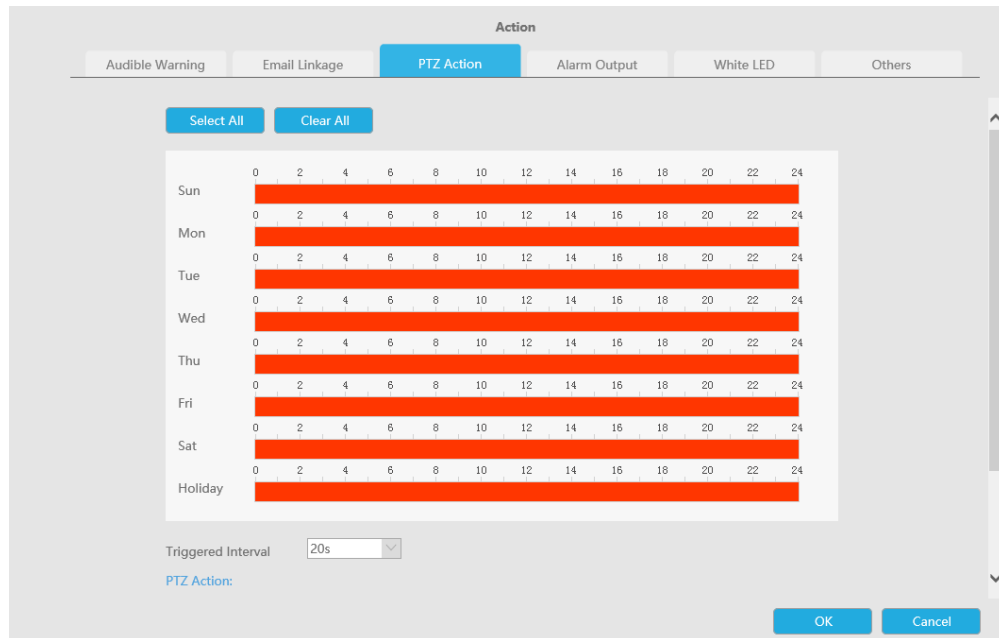 Action
Audible Warning Email Linkage PTZ Action Alarm Output White LED Others
Select All Clear All
0 2 4 6 8 10 12 14 16 18 20 22 24
Sun
0 2 4 6 8 10 12 14 16 18 20 22 24
Mon
0 2 4 6 8 10 12 14 16 18 20 22 24
Tue
0 2 4 6 8 10 12 14 16 18 20 22 24
Wed
0 2 4 6 8 10 12 14 16 18 20 22 24
Thu
0 2 4 6 8 10 12 14 16 18 20 22 24
Fri
0 2 4 6 8 10 12 14 16 18 20 22 24
Sat
0 2 4 6 8 10 12 14 16 18 20 22 24
Holiday
Triggered Interval 20s
PTZ Action:
OK Cancel